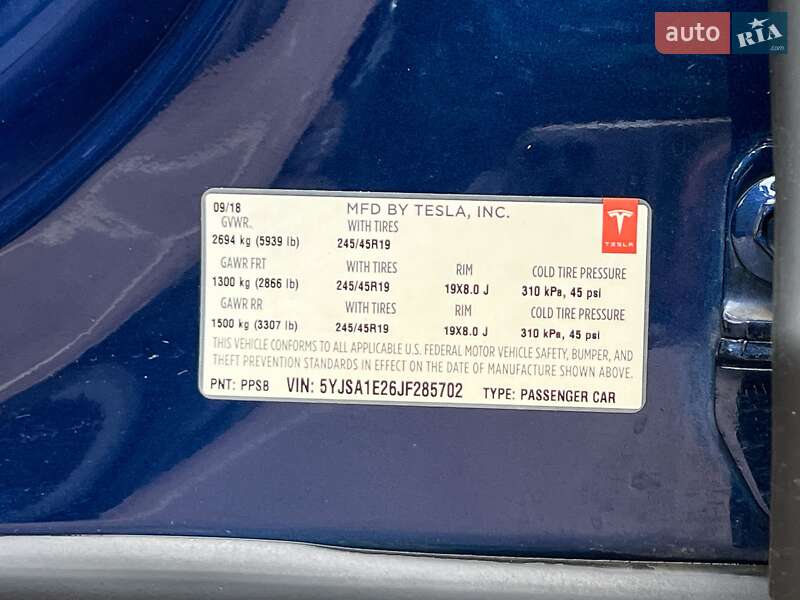 auto RIA.com
09/18 MFD BY TESLA, INC.
GVWR. WITH TIRES
2694 kg (5939 lb) 245/45R19
TESLA
GAWR FRT WITH TIRES RIM COLD TIRE PRESSURE
1300 kg (2866 lb) 245/45R19 19X8.0 J 310 kPa, 45 psi
GAWR RR WITH TIRES RIM COLD TIRE PRESSURE
1500 kg (3307 lb) 245/45R19 19X8.0 J 310 kPa, 45 psi
THIS VEHICLE CONFORMS TO ALL APPLICABLE U.S. FEDERAL MOTOR VEHICLE SAFETY, BUMPER, AND
THEFT PREVENTION STANDARDS IN EFFECT ON THE DATE OF MANUFACTURE SHOWN ABOVE.
PNT: PPSB VIN: 5YJSA1E26JF285702 TYPE: PASSENGER CAR